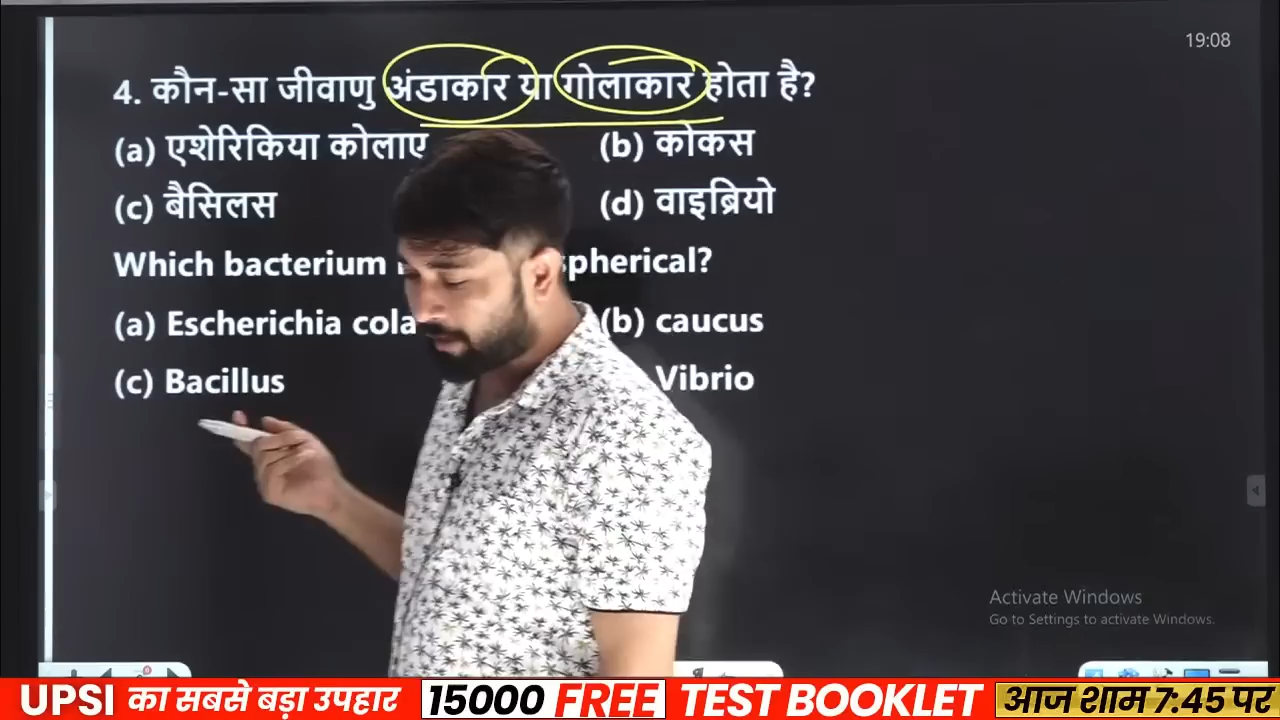 19:08
4. कौन-सा जीवाणु अंडाकार या गोलाकार होता है?
(a) एशेरिकिया कोलाए (b) कोकस
(c) बैसिलस (d) वाइब्रियो
Which bacterium spherical?
(a) Escherichia cola (b) caucus
(c) Bacillus Vibrio
Activate Windows
Go to Settings to activate Windows.
UPSI का सबसे बड़ा उपहार 15000 FREE TEST BOOKLET आज शाम 7:45 पर